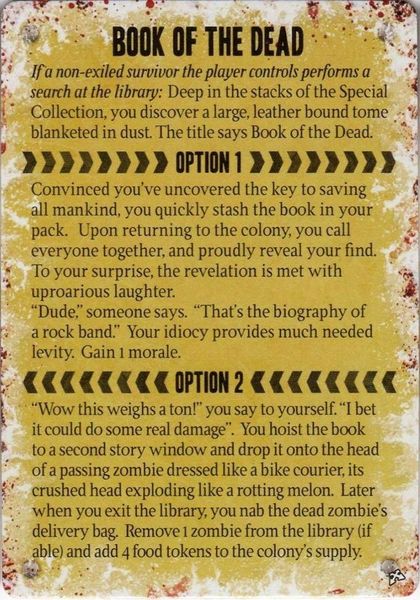 BOOK OF THE DEAD
If a non-exiled survivor the player controls performs a
search at the library: Deep in the stacks of the Special
Collection, you discover a large, leather bound tome
blanketed in dust. The title says Book of the Dead.
OPTION 1
Convinced you've uncovered the key to saving
all mankind, you quickly stash the book in your
pack. Upon returning to the colony, you call
everyone together, and proudly reveal your find.
To your surprise, the revelation is met with
uproarious laughter.
“Dude,” someone says. “That's the biography of
a rock band.” Your idiocy provides much needed
levity. Gain 1 morale.
OPTION 2
“Wow this weighs a ton!” you say to yourself. “I bet
it could do some real damage”. You hoist the book
to a second story window and drop it onto the head
of a passing zombie dressed like a bike courier, its
crushed head exploding like a rotting melon. Later
when you exit the library, you nab the dead zombie's
delivery bag. Remove 1 zombie from the library (if
able) and add 4 food tokens to the colony's supply.